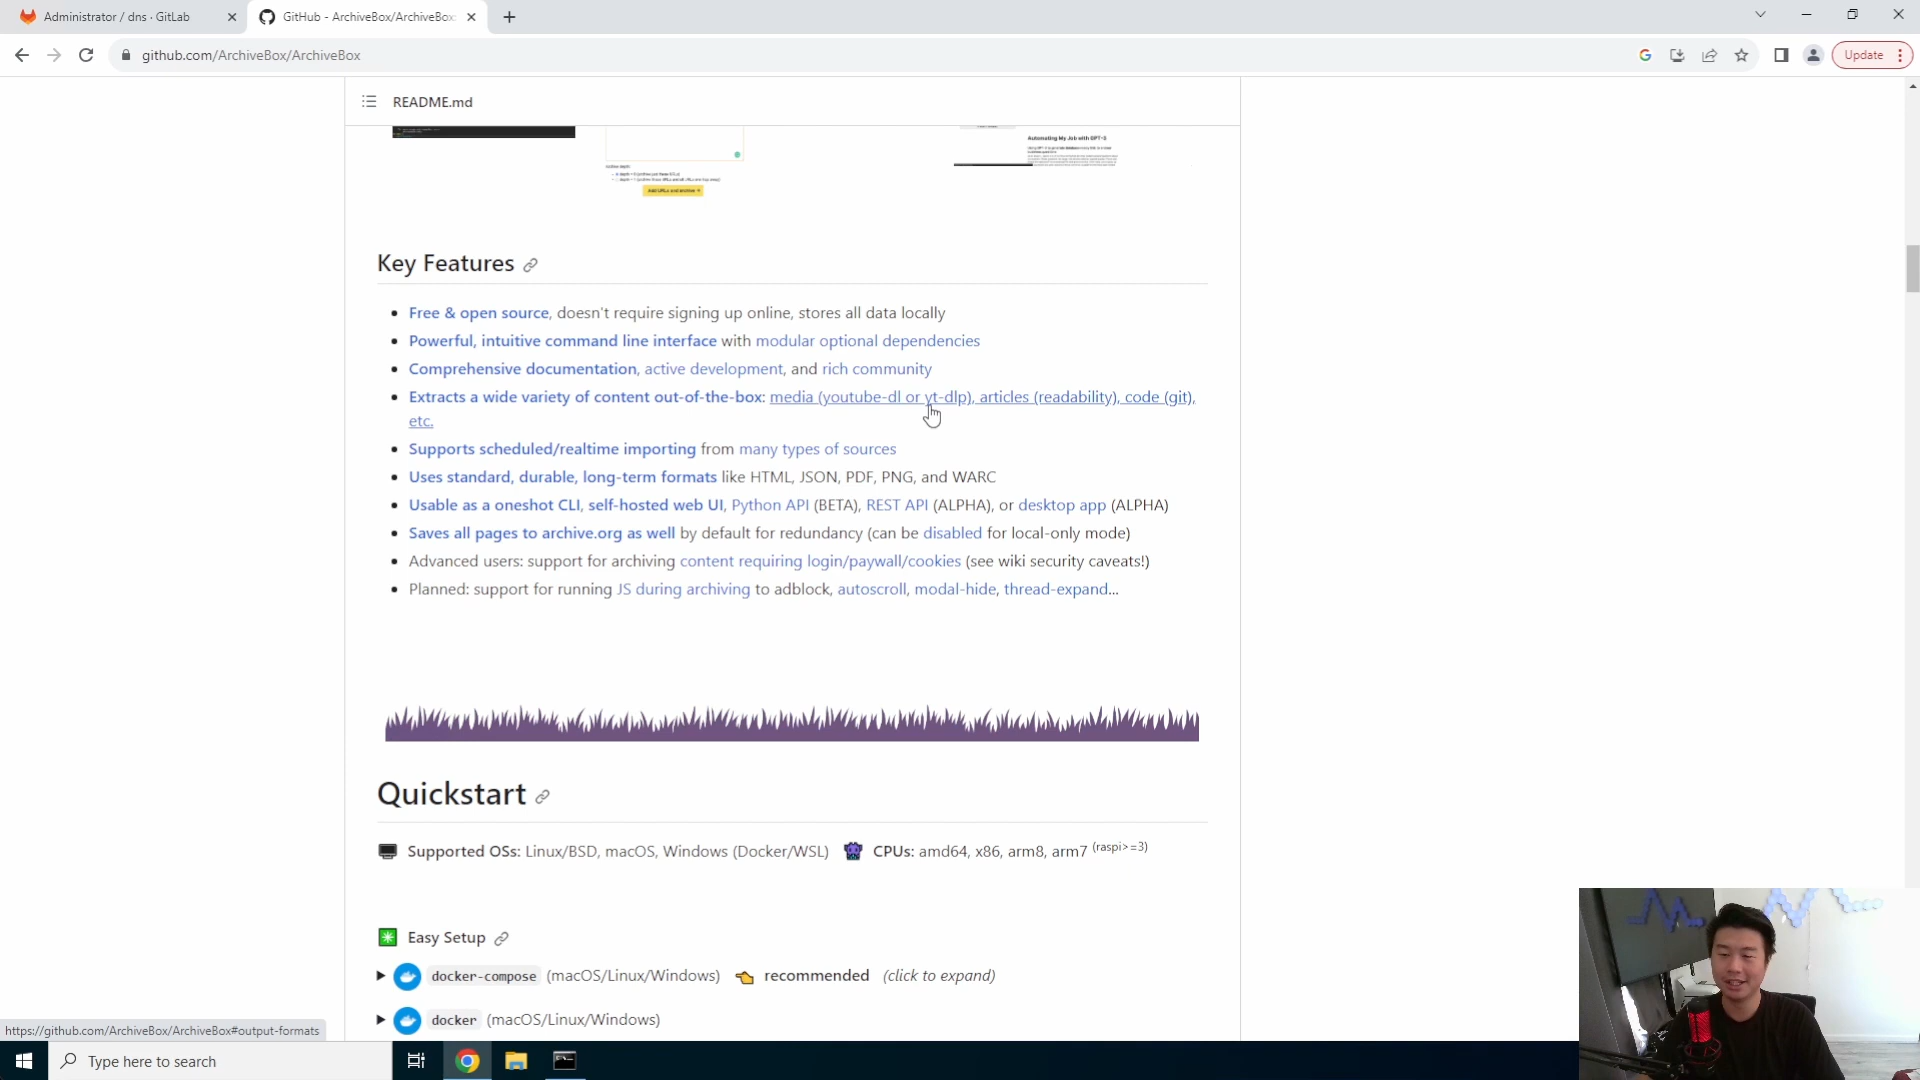 Administrator / dns · GitLab
GitHub - ArchiveBox/ArchiveBox:
github.com/ArchiveBox/ArchiveBox
Update
README.md
Automating My Job with GPT-3
Add URLs and archive +
Key Features
Free & open source, doesn't require signing up online, stores all data locally
Powerful, intuitive command line interface with modular optional dependencies
Comprehensive documentation, active development, and rich community
Extracts a wide variety of content out-of-the-box: media (youtube-dl or yt-dlp), articles (readability), code (git),
etc.
Supports scheduled/realtime importing from many types of sources
Uses standard, durable, long-term formats like HTML, JSON, PDF, PNG, and WARC
Usable as a oneshot CLI, self-hosted web UI, Python API (BETA), REST API (ALPHA), or desktop app (ALPHA)
Saves all pages to archive.org as well by default for redundancy (can be disabled for local-only mode)
Advanced users: support for archiving content requiring login/paywall/cookies (see wiki security caveats!)
Planned: support for running JS during archiving to adblock, autoscroll, modal-hide, thread-expand...
Quickstart
Supported OSs: Linux/BSD, macOS, Windows (Docker/WSL) CPUs: amd64, x86, arm8, arm7 (raspi>=3)
Easy Setup
docker-compose (macOS/Linux/Windows) recommended (click to expand)
docker (macOS/Linux/Windows)
https://github.com/ArchiveBox/ArchiveBox#output-formats
Type here to search